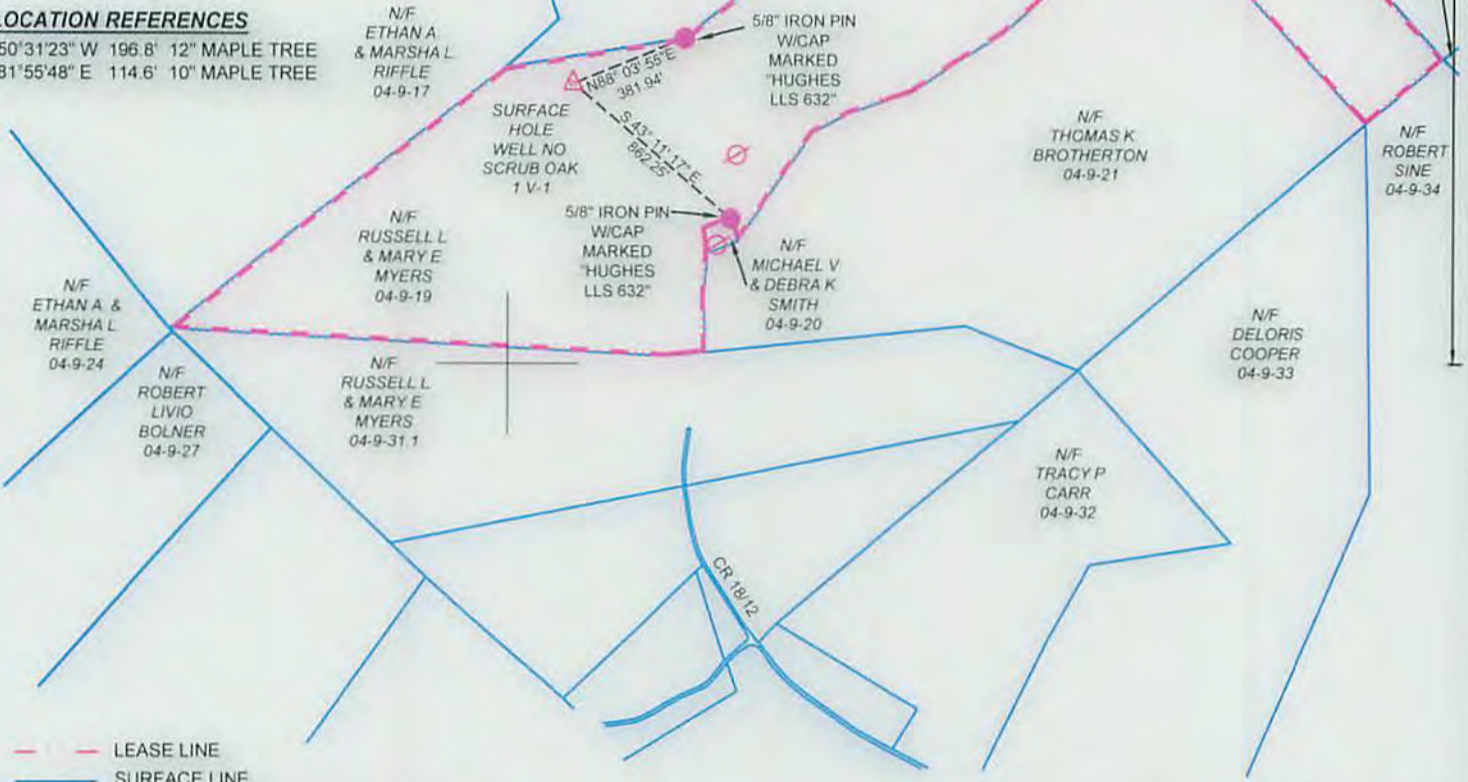 LOCATION REFERENCES
50°31'23" W 196.8' 12" MAPLE TREE
81°55'48" E 114.6' 10" MAPLE TREE
N/F
ETHAN A.
& MARSHA L
RIFFLE
04-9-17
5/8" IRON PIN
W/CAP
MARKED
"HUGHES
LLS 632"
N88° 03' 55"E
381.94'
SURFACE
HOLE
WELL NO
SCRUB OAK
1 V-1
S 43° 11' 17" E
862.25'
N/F
THOMAS K
BROTHERTON
04-9-21
N/F
ROBERT
SINE
04-9-34
N/F
RUSSELL L
& MARY E
MYERS
04-9-19
5/8" IRON PIN
W/CAP
MARKED
"HUGHES
LLS 632"
N/F
MICHAEL V
& DEBRA K
SMITH
04-9-20
N/F
ETHAN A. &
MARSHA L
RIFFLE
04-9-24
N/F
DELORIS
COOPER
04-9-33
N/F
ROBERT
LIVIO
BOLNER
04-9-27
N/F
RUSSELL L
& MARY E
MYERS
04-9-31.1
N/F
TRACY P
CARR
04-9-32
CR 18/12
LEASE LINE
SURFACE LINE